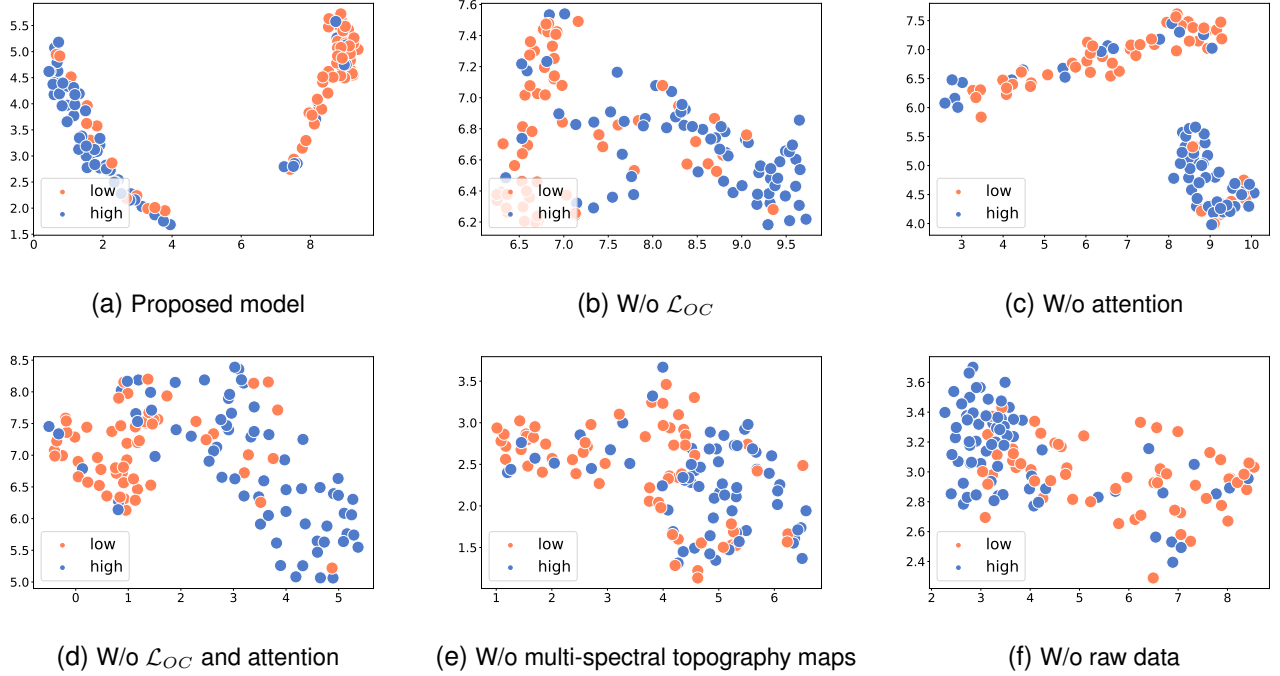 5.5
5.0
4.5
4.0
3.5
3.0
2.5
2.0
1.5
low
high
0 2 4 6 8
(a) Proposed model
7.6
7.4
7.2
7.0
6.8
6.6
6.4
6.2
low
high
6.5 7.0 7.5 8.0 8.5 9.0 9.5
(b) W/o ℒ_OC
7.5
7.0
6.5
6.0
5.5
5.0
4.5
4.0
low
high
3 4 5 6 7 8 9 10
(c) W/o attention
8.5
8.0
7.5
7.0
6.5
6.0
5.5
5.0
low
high
0 1 2 3 4 5
(d) W/o ℒ_OC and attention
3.5
3.0
2.5
2.0
1.5
low
high
1 2 3 4 5 6
(e) W/o multi-spectral topography maps
3.6
3.4
3.2
3.0
2.8
2.6
2.4
low
high
2 3 4 5 6 7 8
(f) W/o raw data